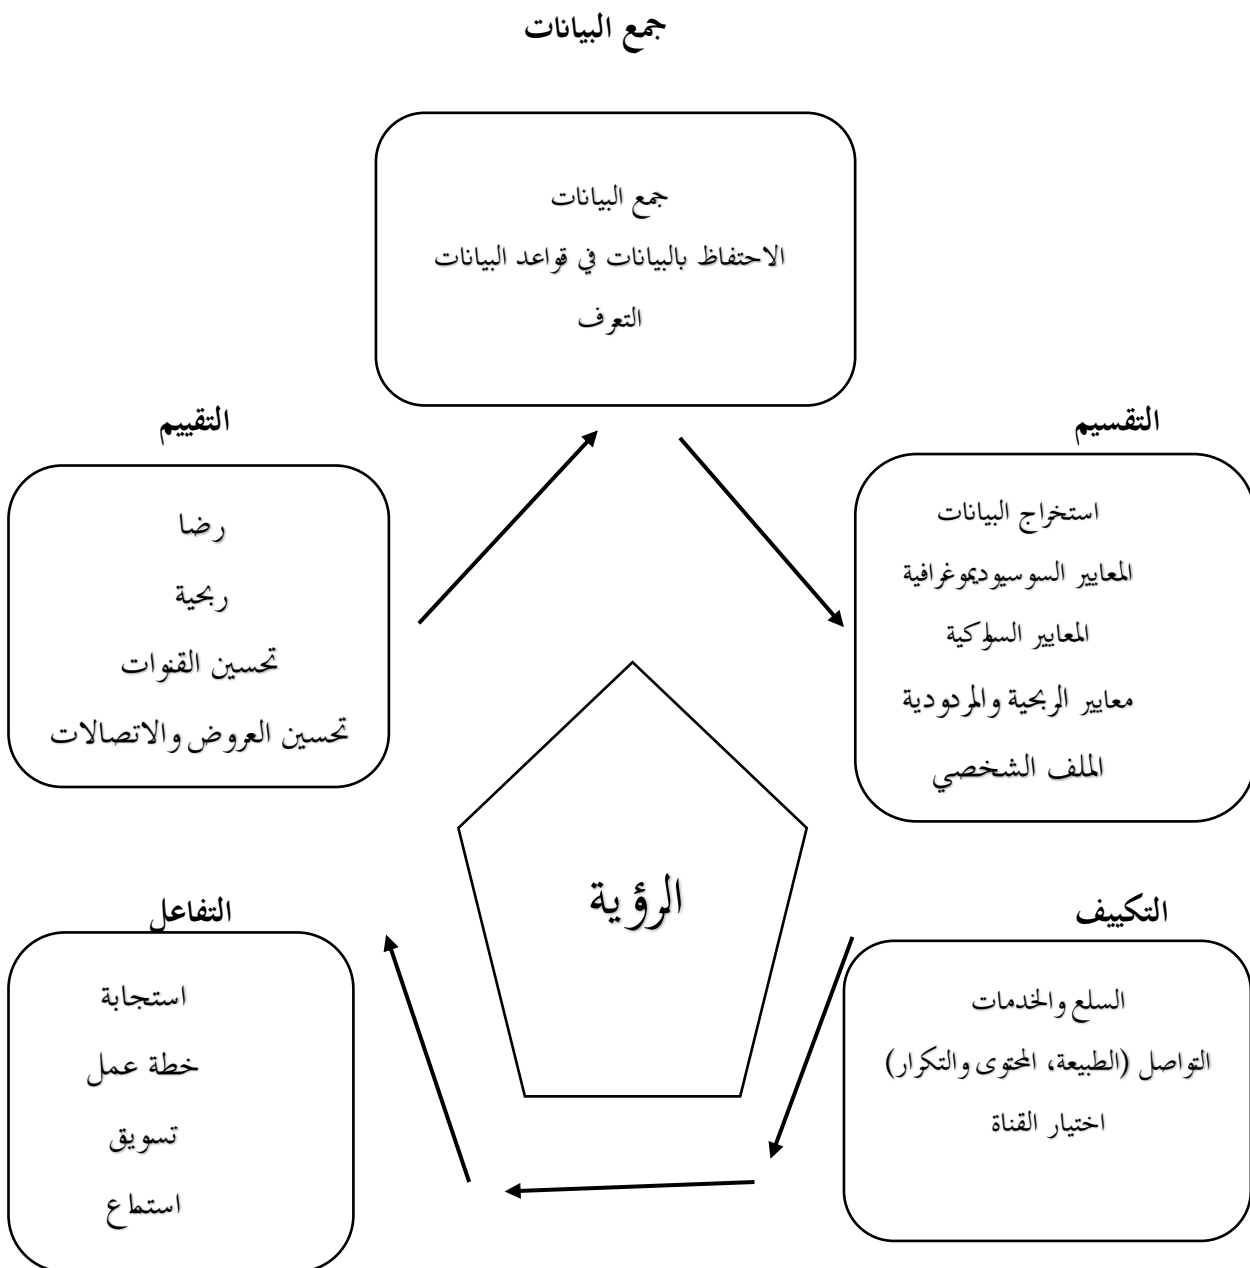 جمع البيانات
جمع البيانات
الاحتفاظ بالبيانات في قواعد البيانات
التعرف
التقسيم
استخراج البيانات
المعايير السوسيوديموغرافية
المعايير السلوكية
معايير الربحية والمردودية
الملف الشخصي
التقييم
رضا
ربحية
تحسين القنوات
تحسين العروض والاتصالات
الرؤية
التكييف
السلع والخدمات
التواصل (الطبيعة، المحتوى والتكرار)
اختيار القناة
التفاعل
استجابة
خطة عمل
تسويق
استماع